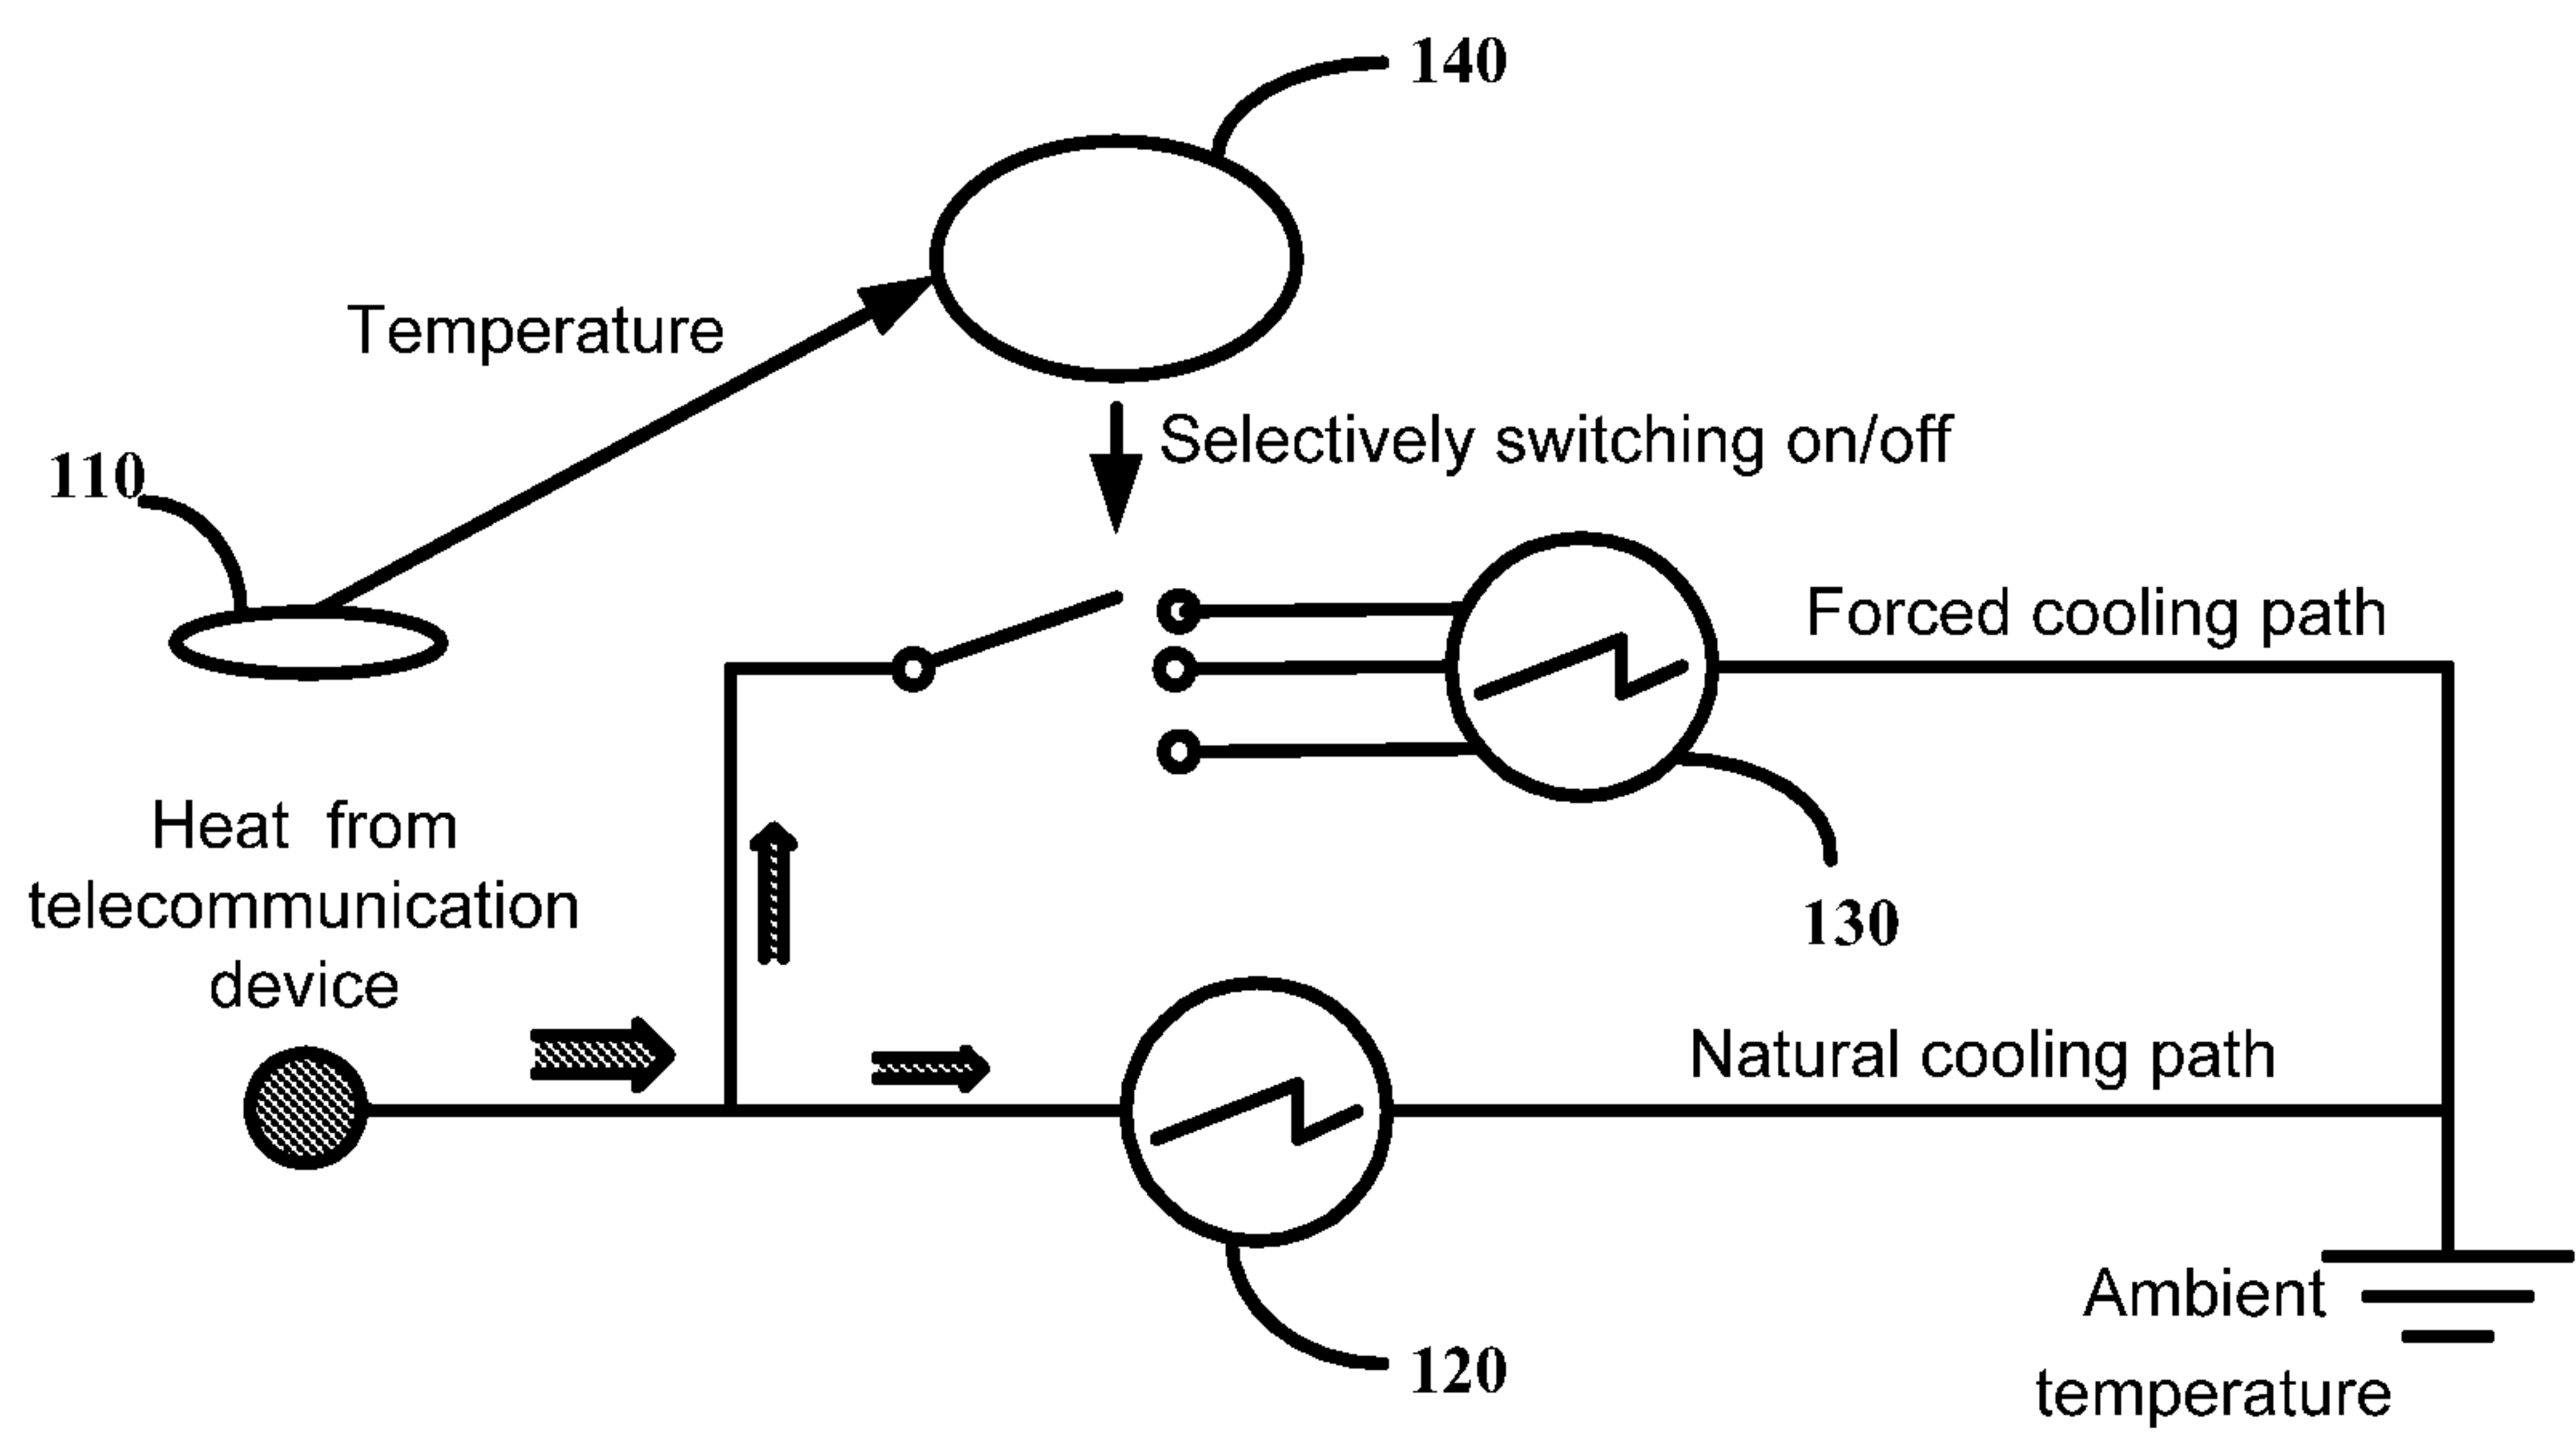 140
Temperature
Selectively switching on/off
110
Forced cooling path
Heat from
telecommunication
device
130
Natural cooling path
Ambient
temperature
120